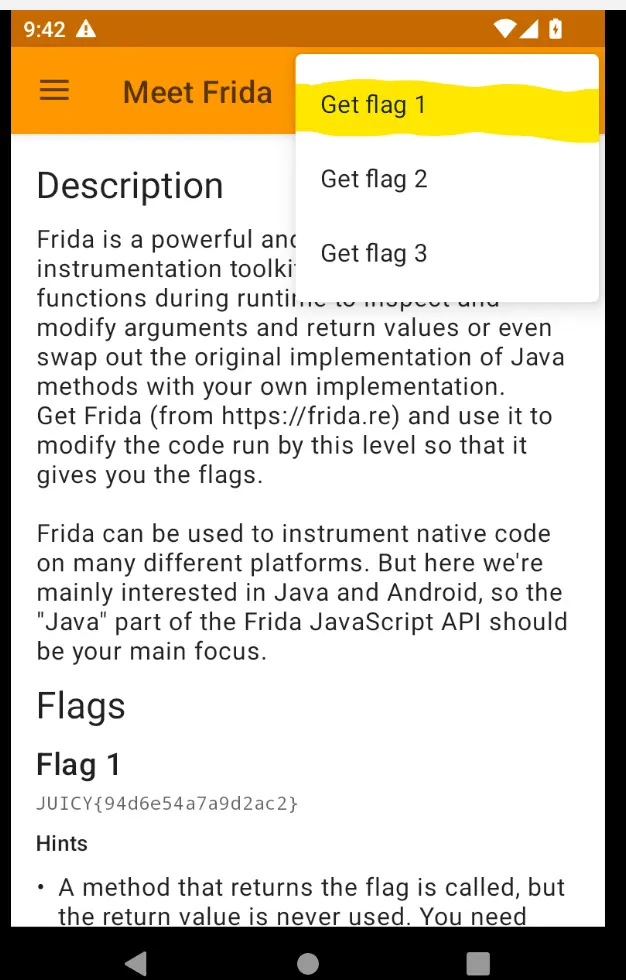 9:42
Meet Frida
Get flag 1
Get flag 2
Get flag 3
Description
Frida is a powerful
instrumentation
functions during runtime to inspect and
modify arguments and return values or even
swap out the original implementation of Java
methods with your own implementation.
Get Frida (from https://frida.re) and use it to
modify the code run by this level so that it
gives you the flags.
Frida can be used to instrument native code
on many different platforms. But here we're
mainly interested in Java and Android, so the
"Java" part of the Frida JavaScript API should
be your main focus.
Flags
Flag 1
JUICY{94d6e54a7a9d2ac2}
Hints
• A method that returns the flag is called, but
the return value is never used. You need